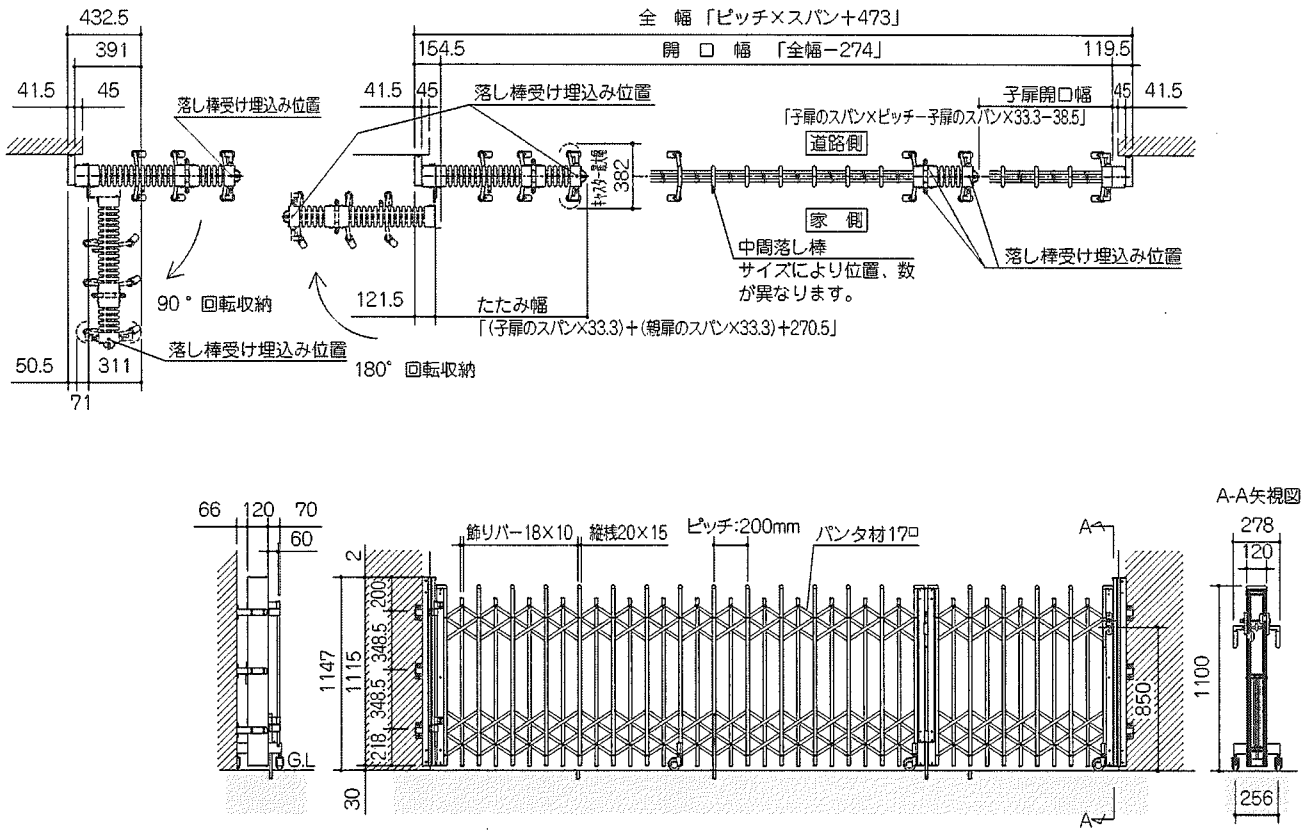 432.5
391
41.5
45
落し棒受け埋込み位置
90°回転収納
落し棒受け埋込み位置
50.5
311
71
全 幅「ピッチ×スパン+473」
154.5
開 口 幅 「全幅-274」
119.5
41.5
45
落し棒受け埋込み位置
子扉開口幅
45
41.5
「子扉のスパン×ピッチ-子扉のスパン×33.3-38.5」
道路側
キャスター最大幅
382
家 側
中間落し棒
サイズにより位置、数
が異なります。
落し棒受け埋込み位置
121.5
たたみ幅
「(子扉のスパン×33.3)+(親扉のスパン×33.3)+270.5」
180°回転収納
66
120
70
60
G.L
2
200
348.5
348.5
218
1115
1147
30
飾りバー18×10
縦桟20×15
ピッチ:200mm
パンタ材17□
A
850
A
A-A矢視図
278
120
1100
256